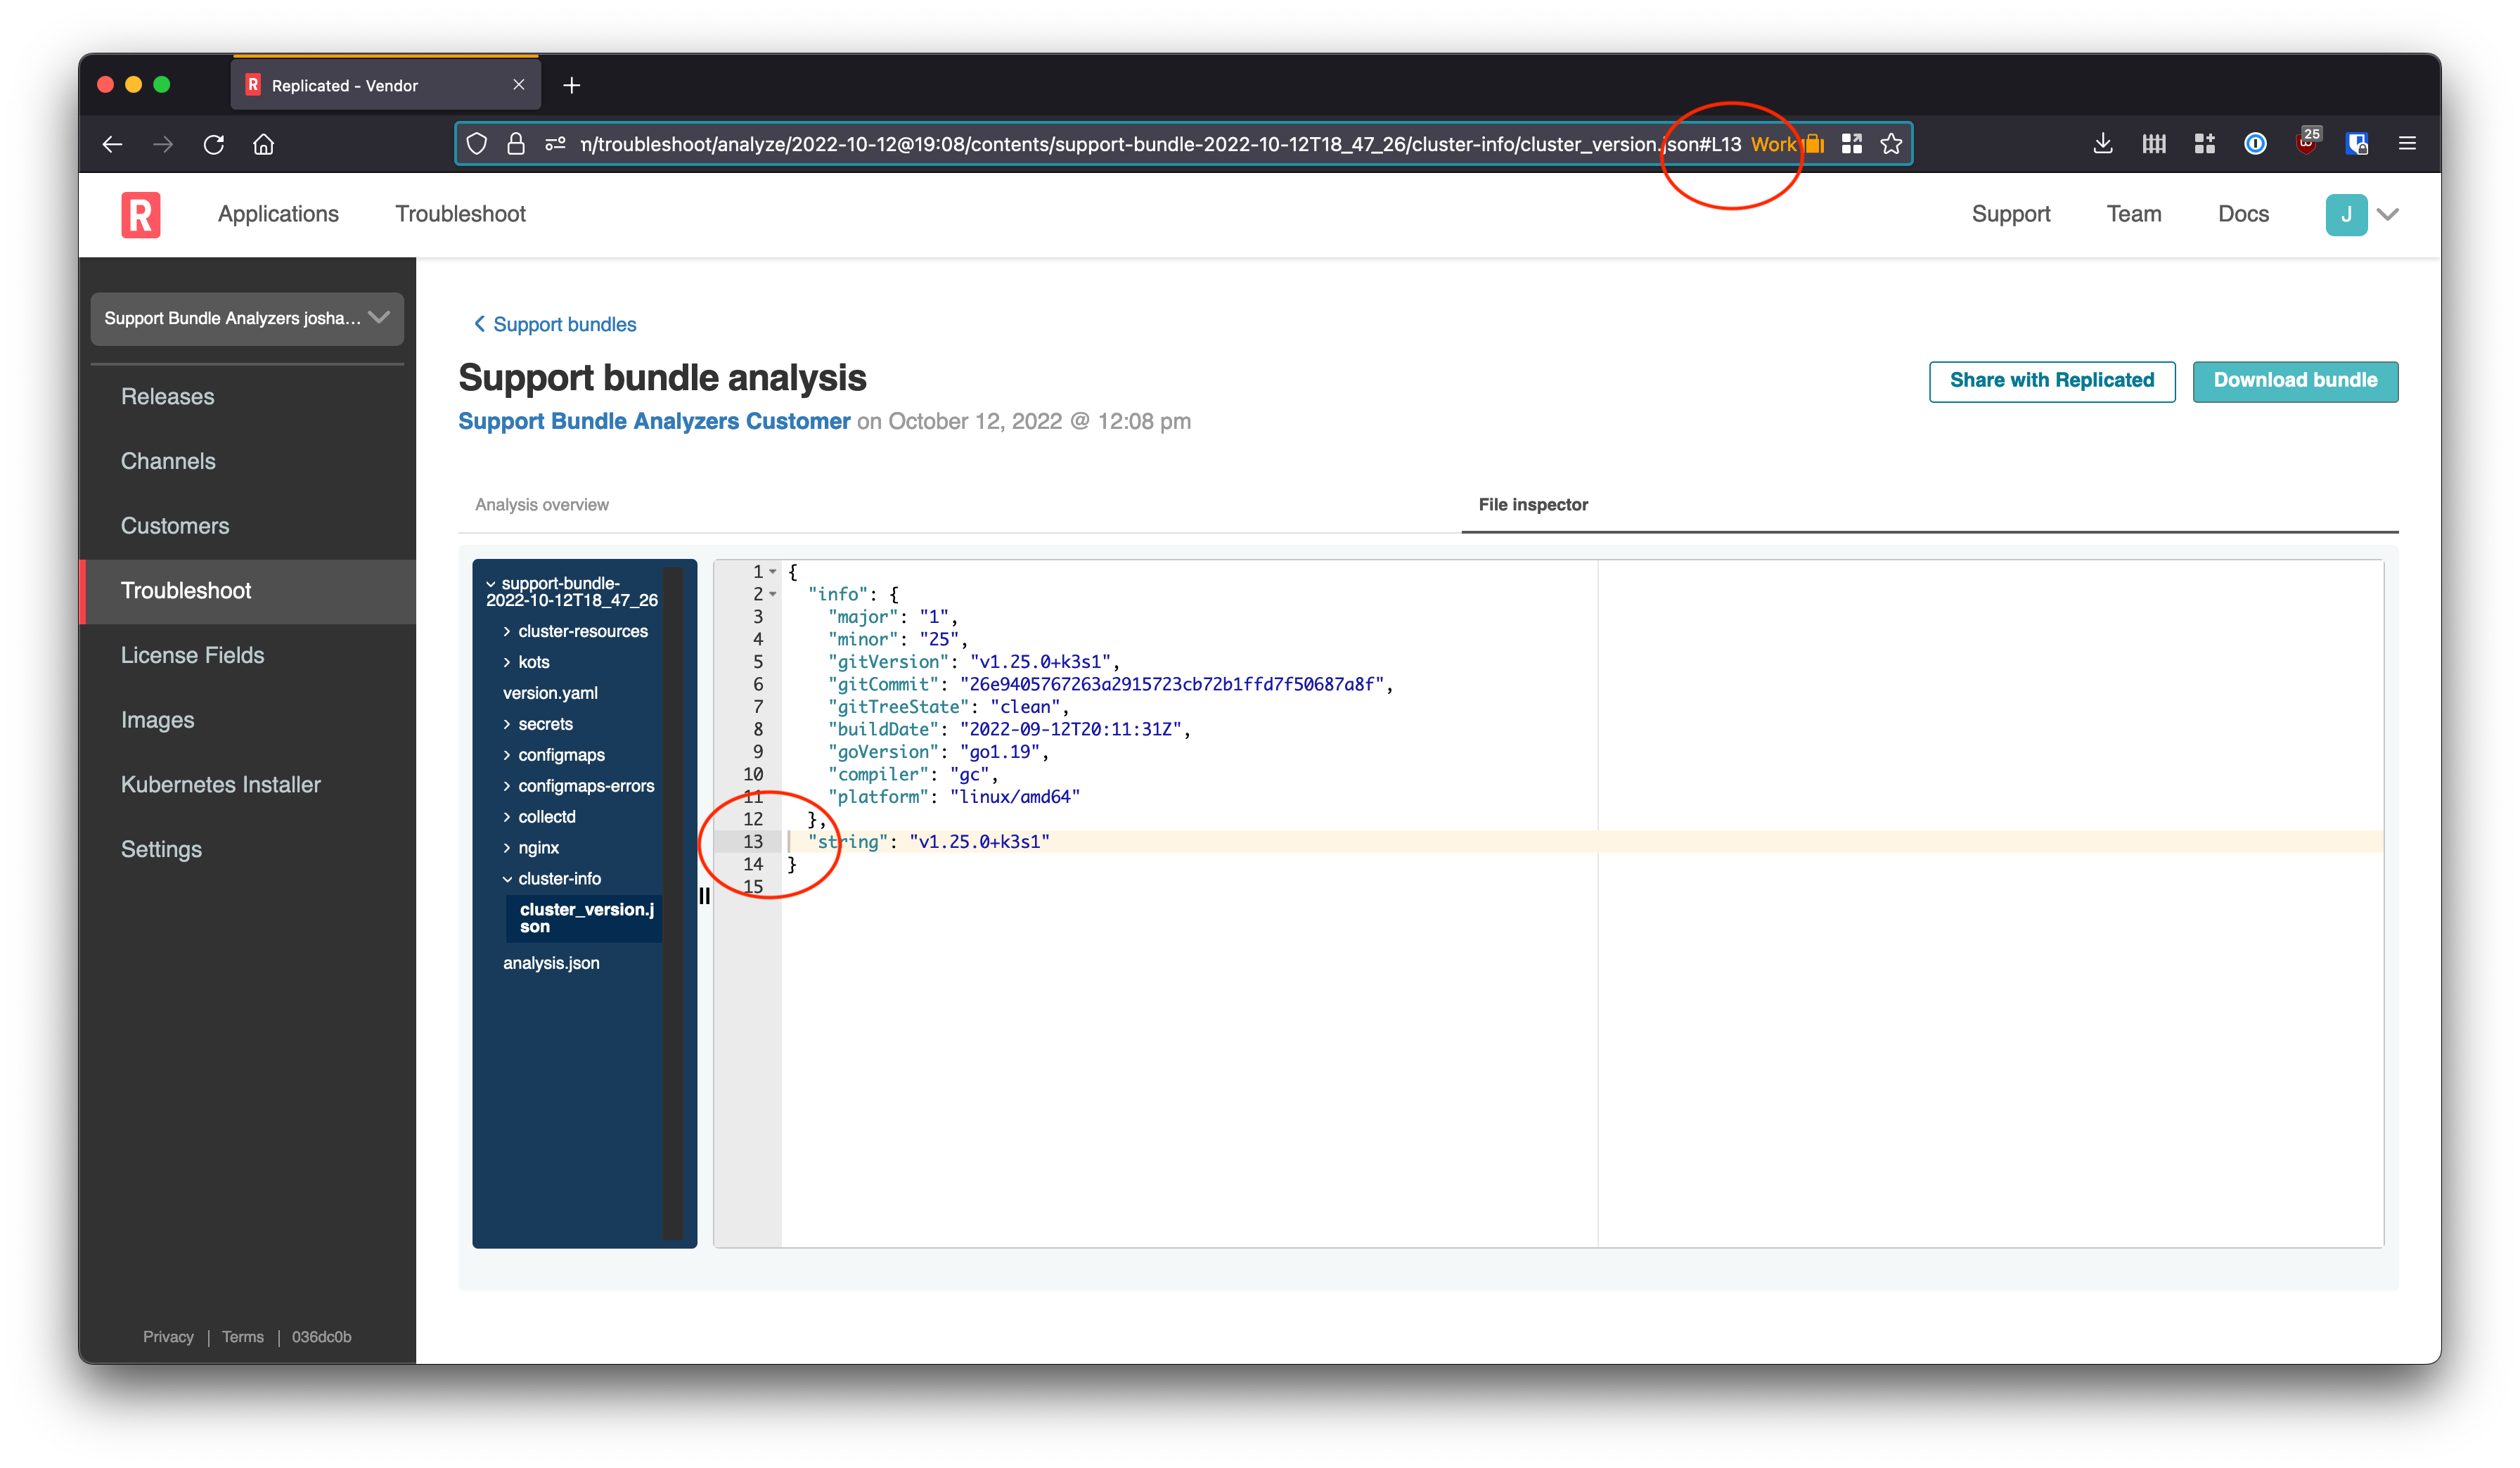 R Replicated - Vendor
n/troubleshoot/analyze/2022-10-12@19:08/contents/support-bundle-2022-10-12T18_47_26/cluster-info/cluster_version.json#L13 Work
25
R Applications Troubleshoot Support Team Docs J
Support Bundle Analyzers josha...
Releases
Channels
Customers
Troubleshoot
License Fields
Images
Kubernetes Installer
Settings
Privacy | Terms | 036dc0b
Support bundles
Support bundle analysis
Share with Replicated
Download bundle
Support Bundle Analyzers Customer on October 12, 2022 @ 12:08 pm
Analysis overview
File inspector
support-bundle-
2022-10-12T18_47_26
cluster-resources
kots
version.yaml
secrets
configmaps
configmaps-errors
collectd
nginx
cluster-info
cluster_version.j
son
analysis.json
1 {
2 "info": {
3 "major": "1",
4 "minor": "25",
5 "gitVersion": "v1.25.0+k3s1",
6 "gitCommit": "26e9405767263a2915723cb72b1ffd7f50687a8f",
7 "gitTreeState": "clean",
8 "buildDate": "2022-09-12T20:11:31Z",
9 "goVersion": "go1.19",
10 "compiler": "gc",
11 "platform": "linux/amd64"
12 },
13 "string": "v1.25.0+k3s1"
14 }
15